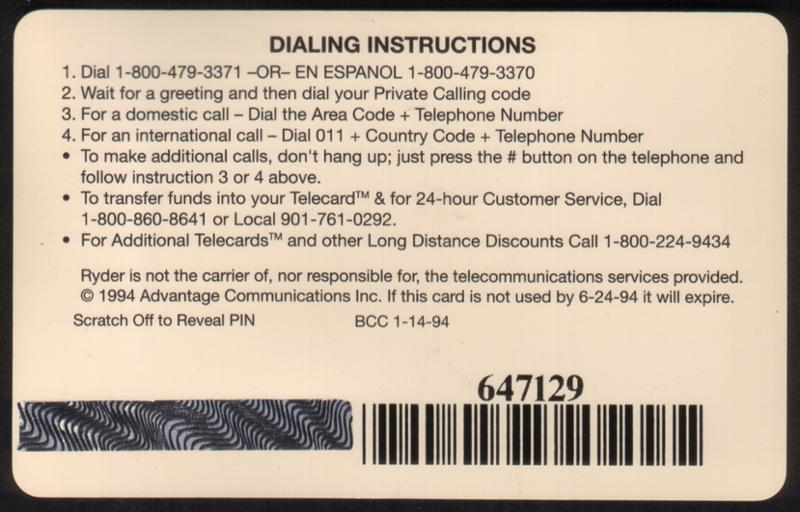 DIALING INSTRUCTIONS
1. Dial 1-800-479-3371 –OR– EN ESPANOL 1-800-479-3370
2. Wait for a greeting and then dial your Private Calling code
3. For a domestic call – Dial the Area Code + Telephone Number
4. For an international call – Dial 011 + Country Code + Telephone Number
• To make additional calls, don't hang up; just press the # button on the telephone and
follow instruction 3 or 4 above.
• To transfer funds into your Telecard™ & for 24-hour Customer Service, Dial
1-800-860-8641 or Local 901-761-0292.
• For Additional Telecards™ and other Long Distance Discounts Call 1-800-224-9434
Ryder is not the carrier of, nor responsible for, the telecommunications services provided.
© 1994 Advantage Communications Inc. If this card is not used by 6-24-94 it will expire.
Scratch Off to Reveal PIN BCC 1-14-94
647129